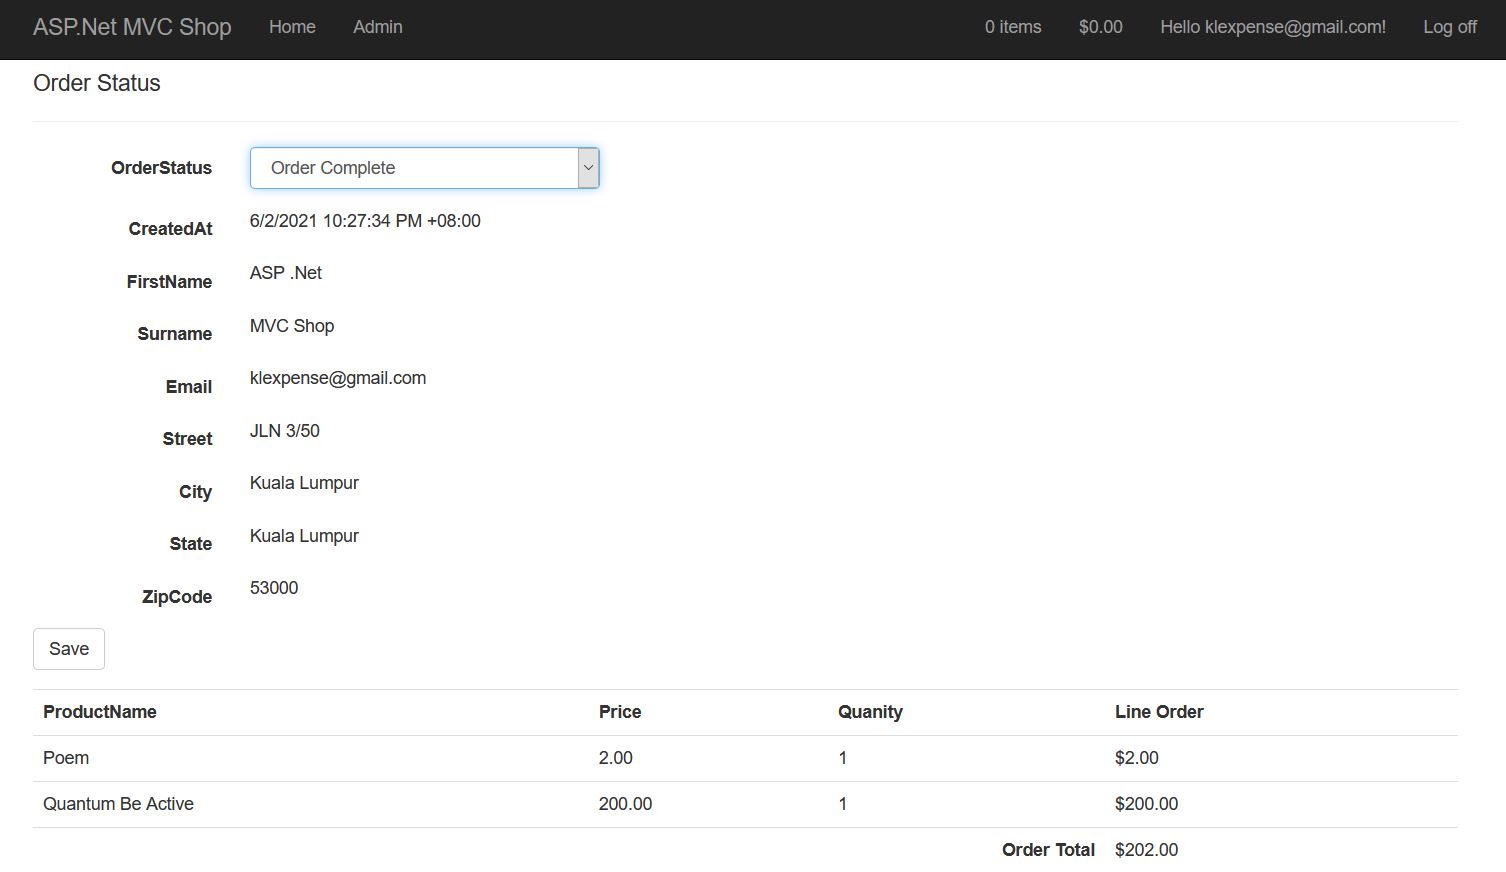 ASP.Net MVC Shop Home Admin 0 items $0.00 Hello klexpense@gmail.com! Log off
Order Status
OrderStatus Order Complete
CreatedAt 6/2/2021 10:27:34 PM +08:00
FirstName ASP .Net
Surname MVC Shop
Email klexpense@gmail.com
Street JLN 3/50
City Kuala Lumpur
State Kuala Lumpur
ZipCode 53000
Save
ProductName Price Quanity Line Order
Poem 2.00 1 $2.00
Quantum Be Active 200.00 1 $200.00
Order Total $202.00